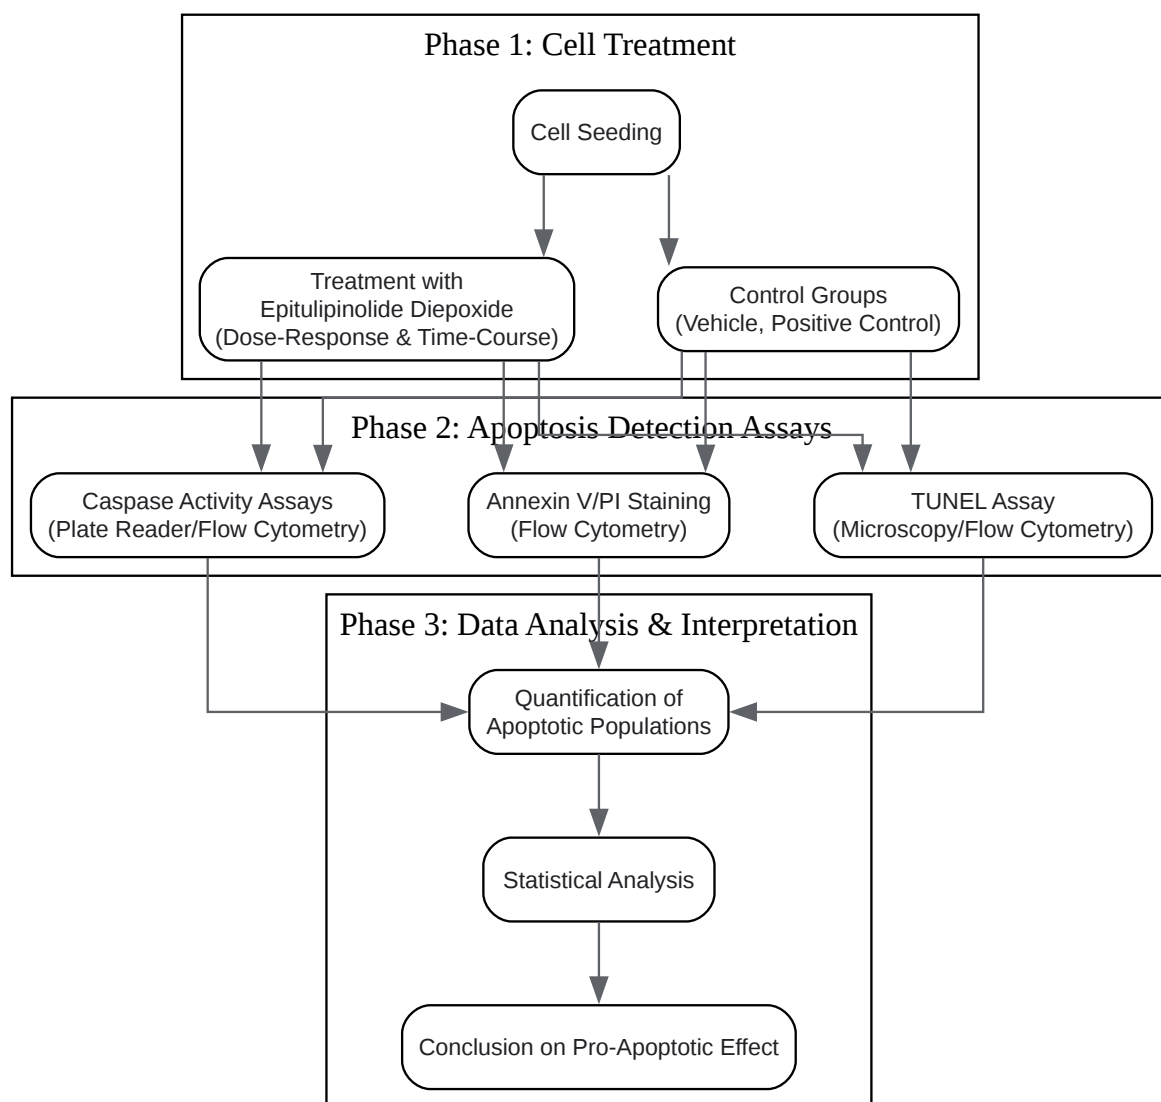 Phase 1: Cell Treatment
Cell Seeding
Treatment with
Epitulipinolide Diepoxide
(Dose-Response & Time-Course)
Control Groups
(Vehicle, Positive Control)
Phase 2: Apoptosis Detection Assays
Caspase Activity Assays
(Plate Reader/Flow Cytometry)
Annexin V/PI Staining
(Flow Cytometry)
TUNEL Assay
(Microscopy/Flow Cytometry)
Phase 3: Data Analysis & Interpretation
Quantification of
Apoptotic Populations
Statistical Analysis
Conclusion on Pro-Apoptotic Effect